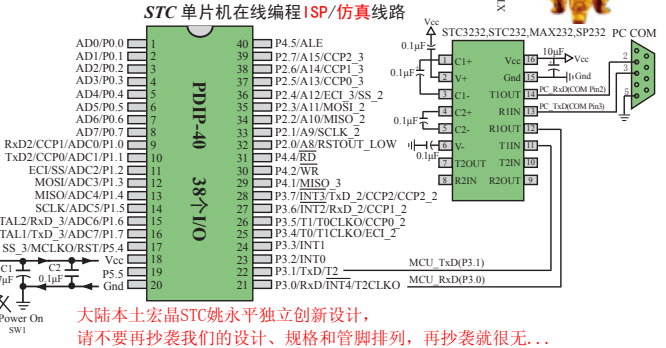 LX
STC 单片机在线编程ISP/仿真线路
Vcc
STC3232,STC232,MAX232,SP232 PC COM
AD0/P0.0 1 40 P4.5/ALE
AD1/P0.1 2 39 P2.7/A15/CCP2_3
AD2/P0.2 3 38 P2.6/A14/CCP1_3
AD3/P0.3 4 37 P2.5/A13/CCP0_3
AD4/P0.4 5 36 P2.4/A12/ECI_3/SS_2
AD5/P0.5 6 35 P2.3/A11/MOSI_2
AD6/P0.6 7 34 P2.2/A10/MISO_2
AD7/P0.7 8 33 P2.1/A9/SCLK_2
RxD2/CCP1/ADC0/P1.0 9 32 P2.0/A8/RSTOUT_LOW
TxD2/CCP0/ADC1/P1.1 10 31 P4.4/RD
ECI/SS/ADC2/P1.2 11 30 P4.2/WR
MOSI/ADC3/P1.3 12 29 P4.1/MISO_3
MISO/ADC4/P1.4 13 28 P3.7/INT3/TxD_2/CCP2/CCP2_2
SCLK/ADC5/P1.5 14 27 P3.6/INT2/RxD_2/CCP1_2
TAL2/RxD_3/ADC6/P1.6 15 26 P3.5/T1/T0CLKO/CCP0_2
TAL1/TxD_3/ADC7/P1.7 16 25 P3.4/T0/T1CLKO/ECI_2
SS_3/MCLKO/RST/P5.4 17 24 P3.3/INT1
Vcc 18 23 P3.2/INT0
P5.5 19 22 P3.1/TxD/T2
Gnd 20 21 P3.0/RxD/INT4/T2CLKO
PDIP-40
38个I/O
0.1μF
0.1μF
0.1μF
0.1μF
10μF
Vcc
Gnd
1 C1+ Vcc 16
2 V+ Gnd 15
3 C1- T1OUT 14 PC_RxD(COM Pin2)
4 C2+ R1IN 13 PC_TxD(COM Pin3)
5 C2- R1OUT 12
6 V- T1IN 11
7 T2OUT T2IN 10
8 R2IN R2OUT 9
2
3
5
MCU_TxD(P3.1)
MCU_RxD(P3.0)
C1 C2
7μF 0.1μF
Power On
SW1
大陆本土宏晶STC姚永平独立创新设计，
请不要再抄袭我们的设计、规格和管脚排列，再抄袭就很无...